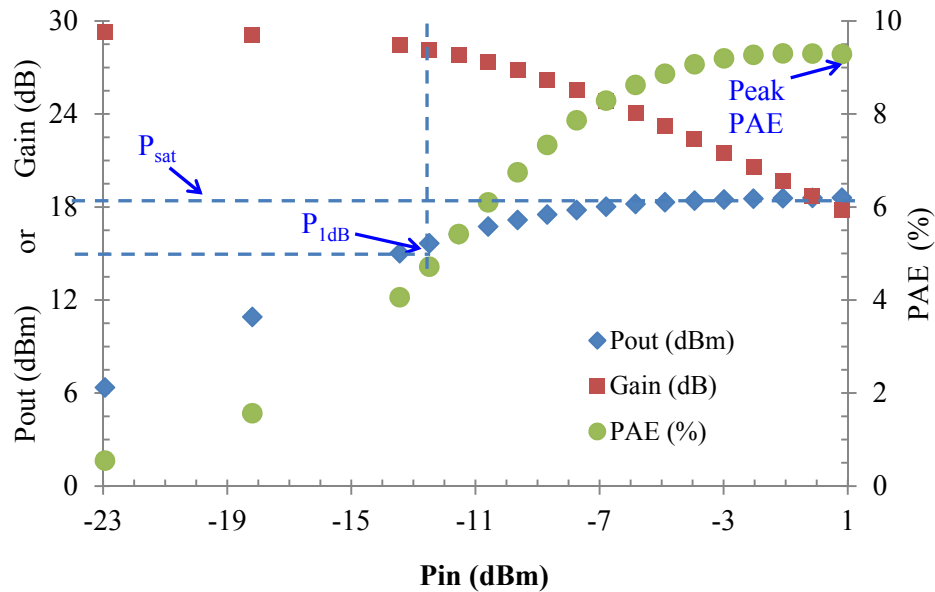 30
24
18
12
6
0
Pout (dBm) or Gain (dB)
10
8
6
4
2
0
PAE (%)
Psat
P1dB
Peak
PAE
Pout (dBm)
Gain (dB)
PAE (%)
-23 -19 -15 -11 -7 -3 1
Pin (dBm)